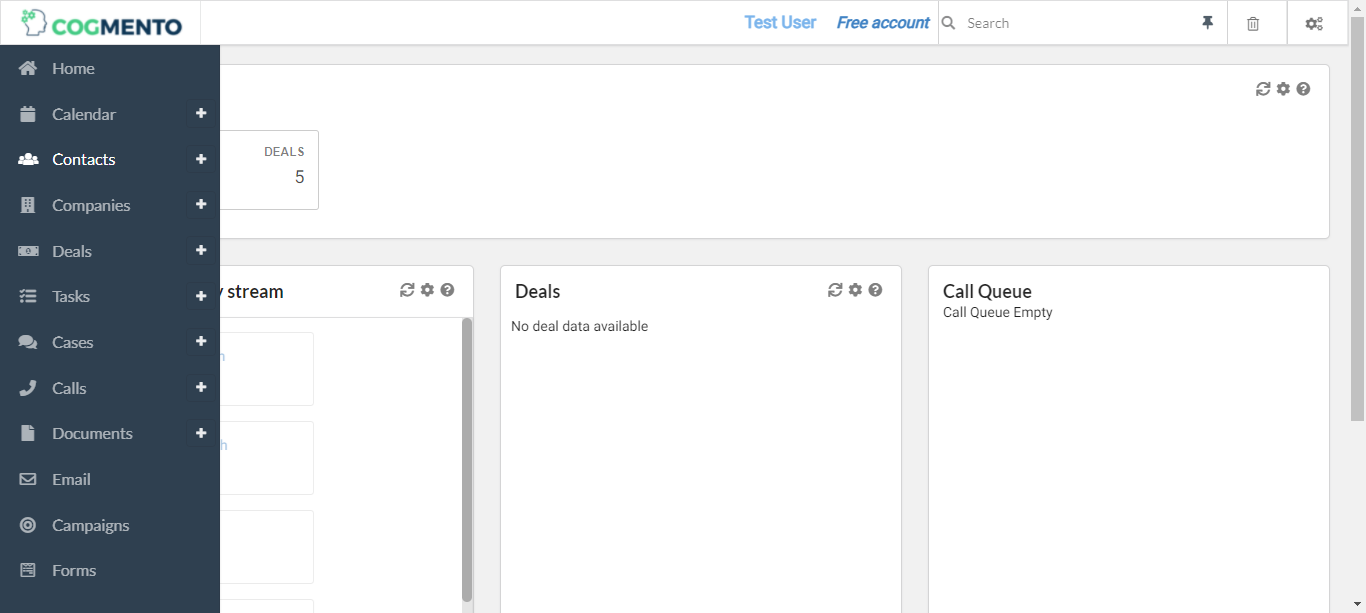 COGMENTO
Test User
Free account
Search
Home
Calendar
Contacts
Companies
Deals
Tasks
Cases
Calls
Documents
Email
Campaigns
Forms
DEALS
5
stream
Deals
No deal data available
Call Queue
Call Queue Empty